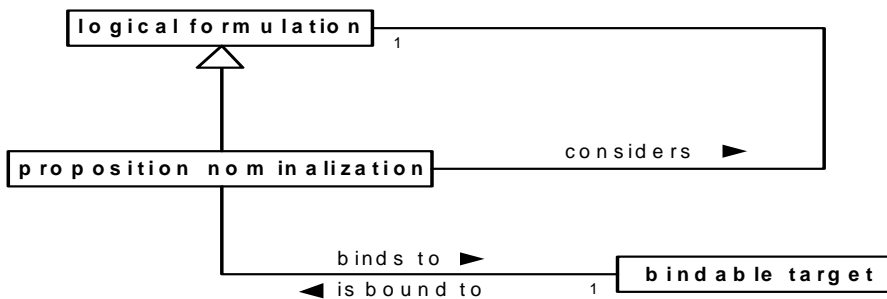 logical formulation
1
proposition nominalization
considers ►
binds to ►
◄ is bound to
1
bindable target